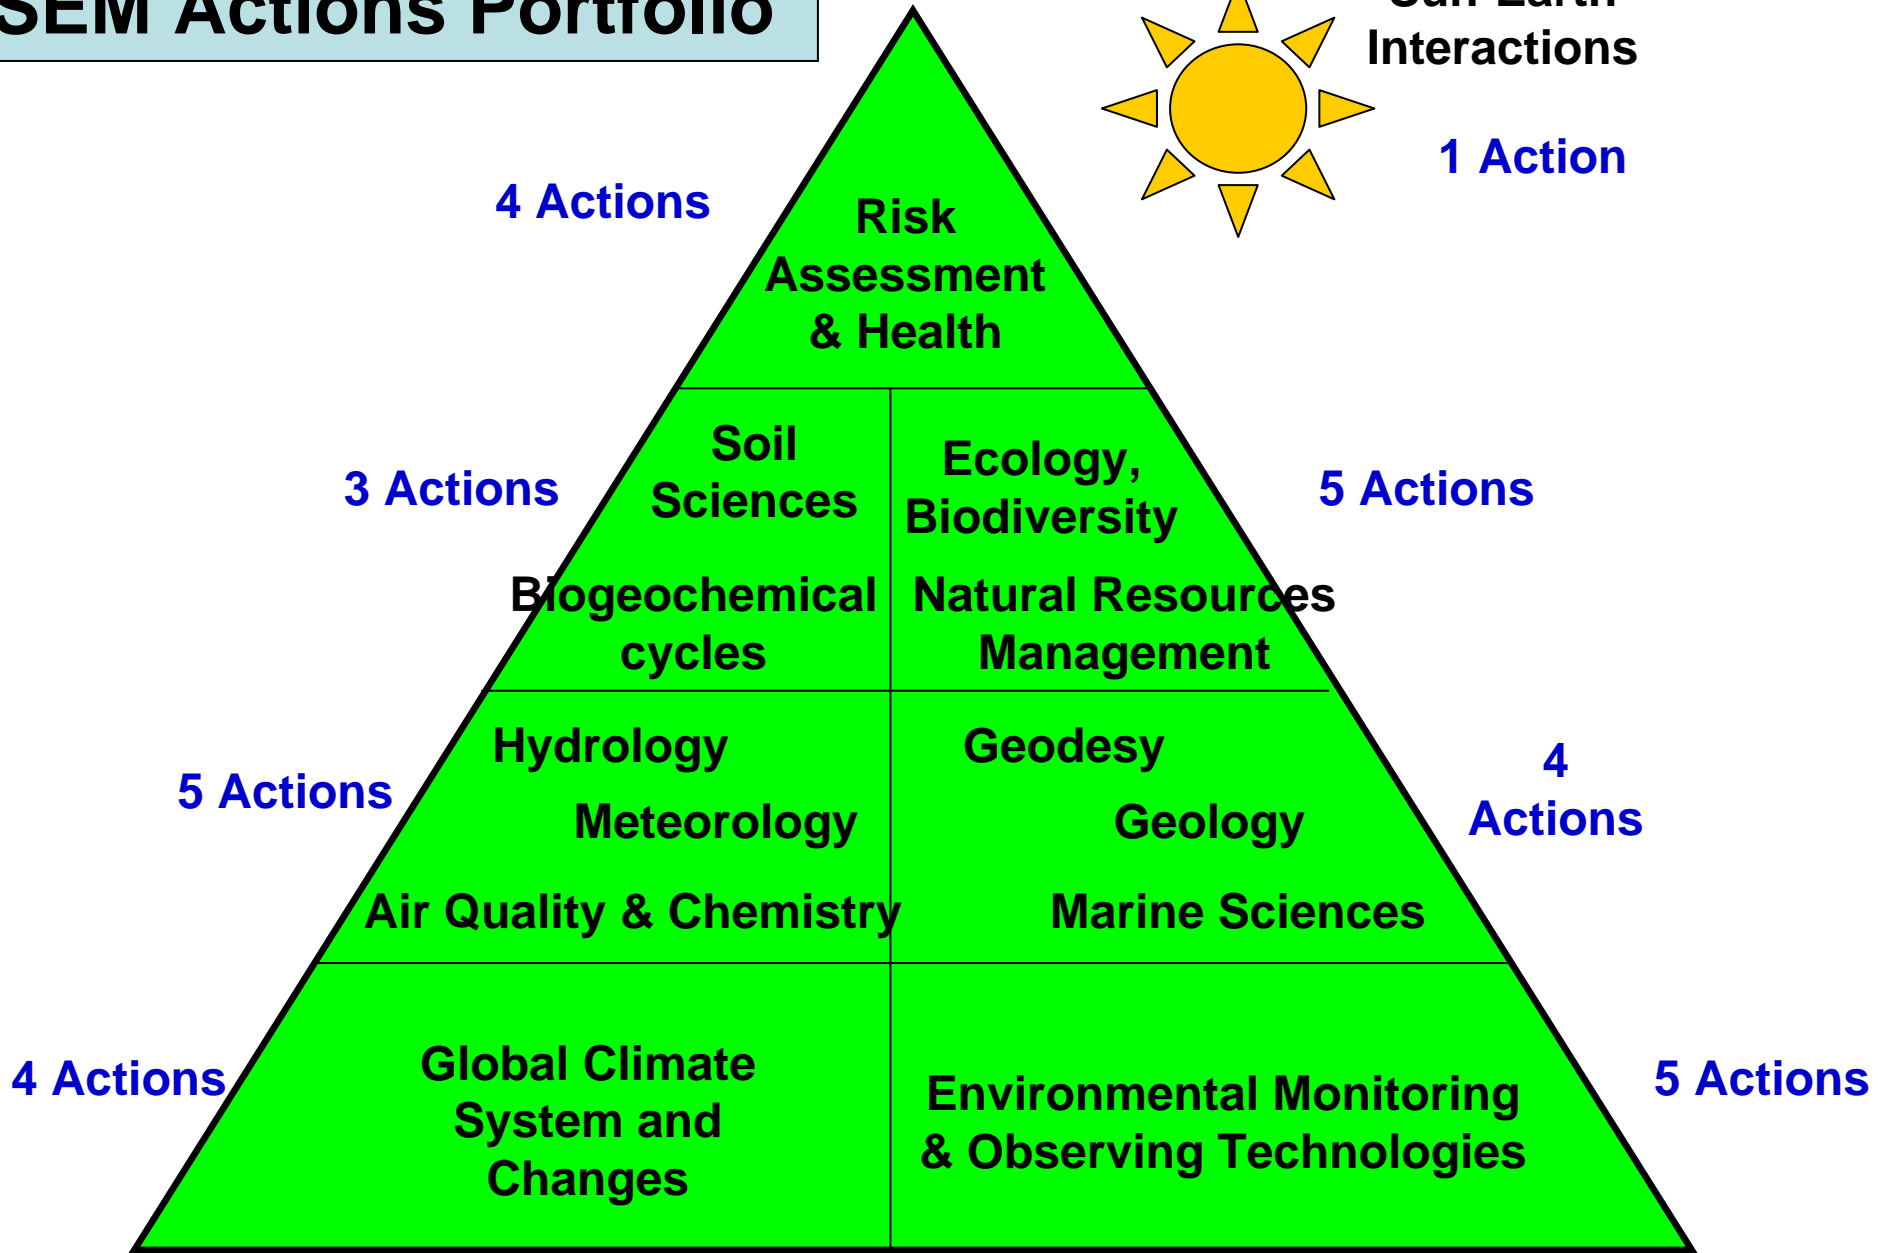 SEM Actions Portfolio
Sun-Earth
Interactions
1 Action
4 Actions
Risk
Assessment
& Health
3 Actions
Soil
Sciences
Biogeochemical
cycles
Ecology,
Biodiversity
Natural Resources
Management
5 Actions
5 Actions
Hydrology
Meteorology
Air Quality & Chemistry
Geodesy
Geology
Marine Sciences
4
Actions
4 Actions
Global Climate
System and
Changes
Environmental Monitoring
& Observing Technologies
5 Actions